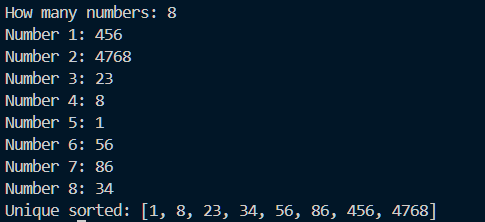 How many numbers: 8
Number 1: 456
Number 2: 4768
Number 3: 23
Number 4: 8
Number 5: 1
Number 6: 56
Number 7: 86
Number 8: 34
Unique sorted: [1, 8, 23, 34, 56, 86, 456, 4768]